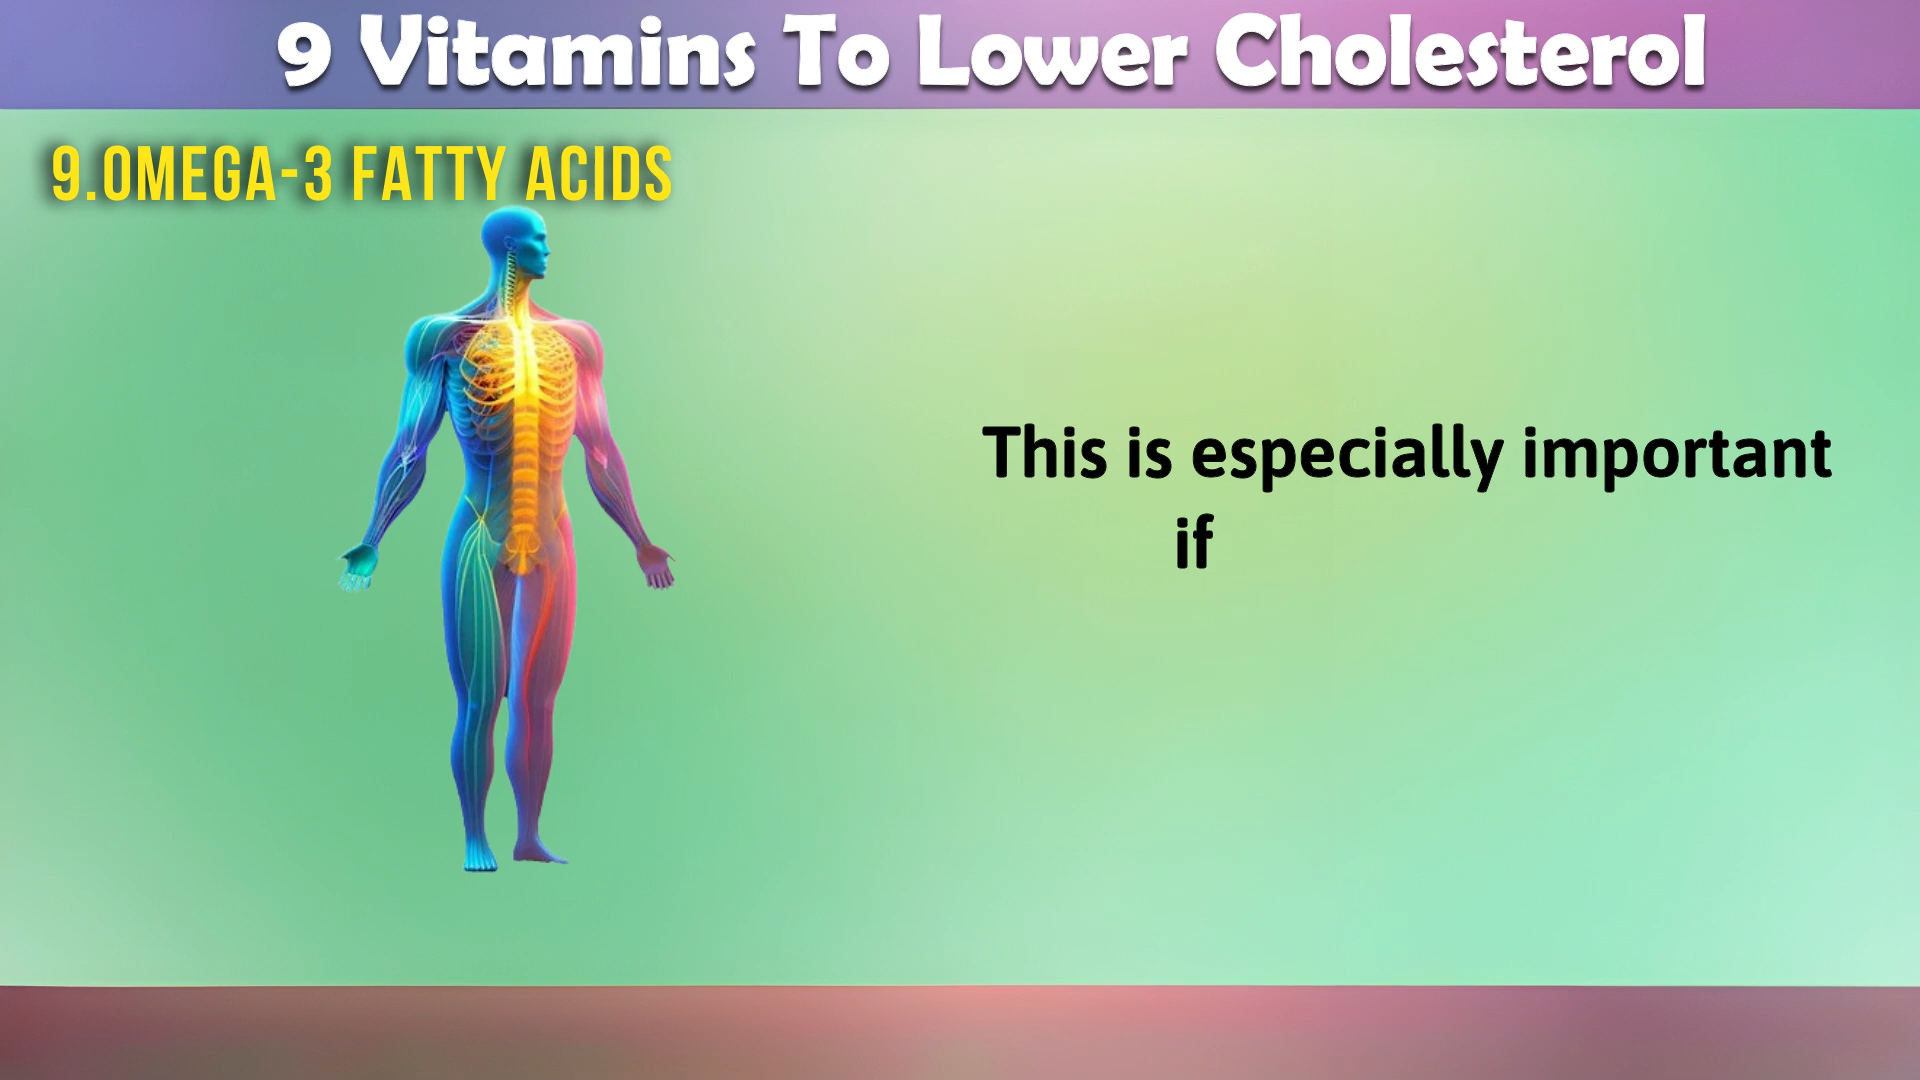 9 Vitamins To Lower Cholesterol
9.OMEGA-3 FATTY ACIDS
This is especially important
if